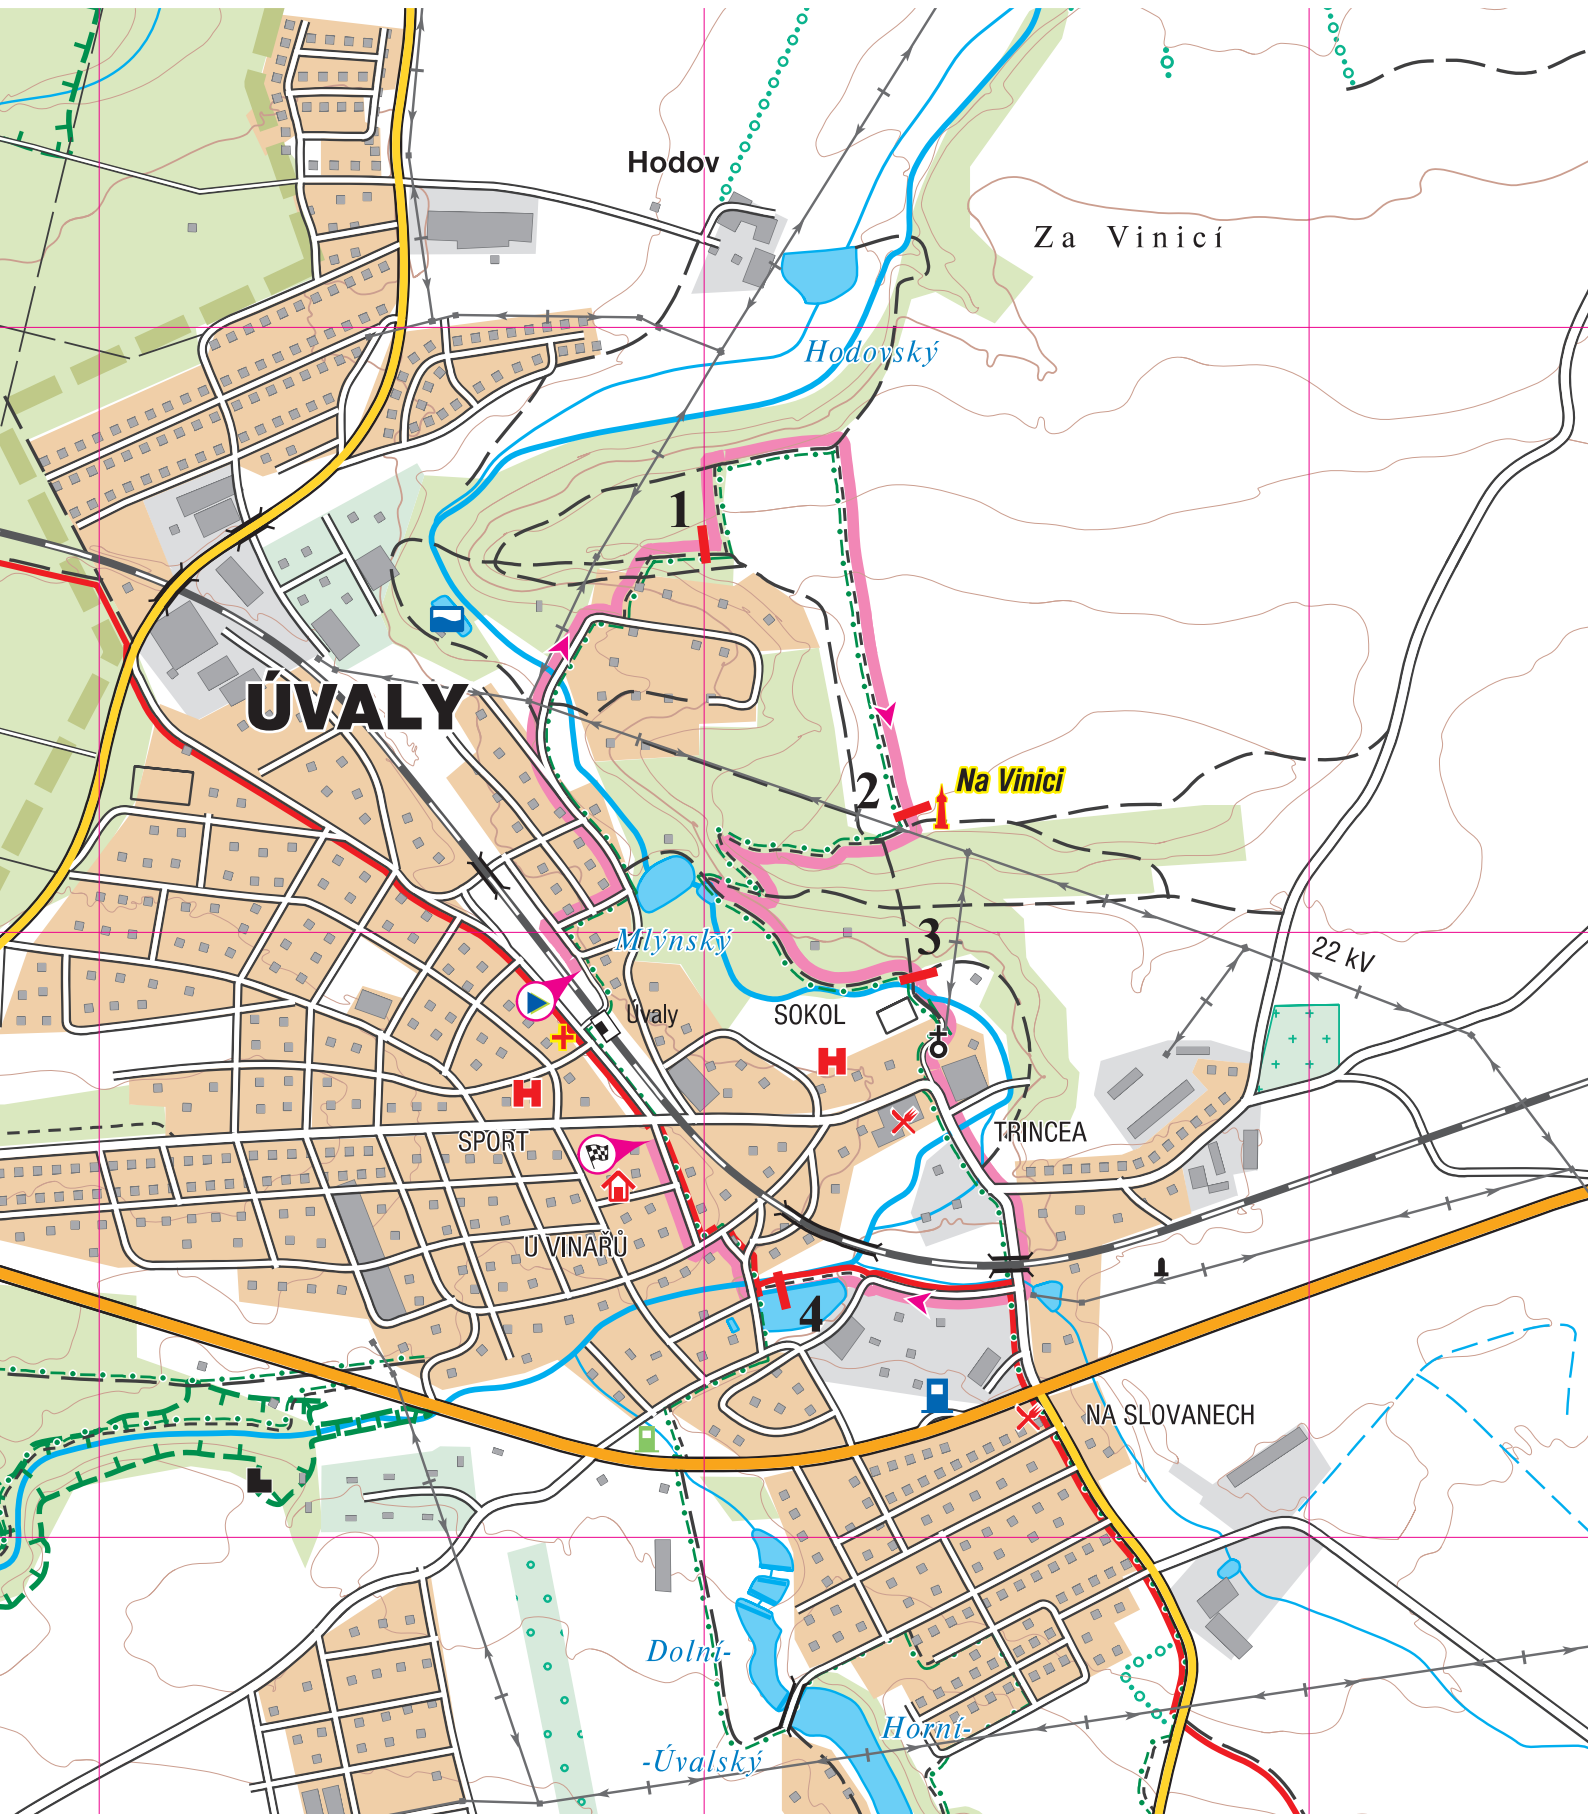 Hodov
Za Vinicí
Hodovský
1
ÚVALY
2
Na Vinici
3
Mlýnský
22 kV
Úvaly
SOKOL
H
H
TRINCEA
SPORT
U VINAŘŮ
4
NA SLOVANECH
Dolní-
Horní-
-Úvalský